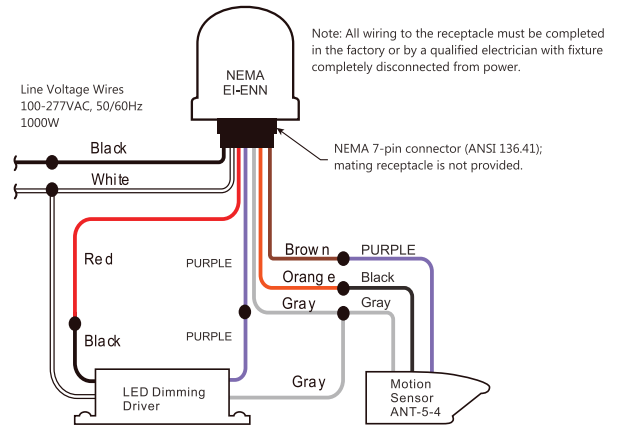 Note: All wiring to the receptacle must be completed
in the factory or by a qualified electrician with fixture
completely disconnected from power.
NEMA
EI-ENN
Line Voltage Wires
100-277VAC, 50/60Hz
1000W
NEMA 7-pin connector (ANSI 136.41);
mating receptacle is not provided.
Black
White
Red
PURPLE
Brown
PURPLE
Orange
Black
Gray
Gray
Black
PURPLE
Gray
LED Dimming
Driver
Motion
Sensor
ANT-5-4